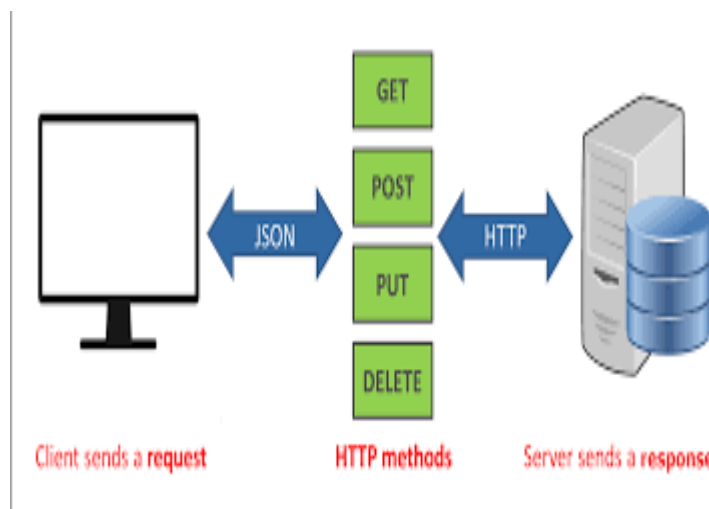 GET
POST
JSON
HTTP
PUT
DELETE
Client sends a request
HTTP methods
Server sends a response